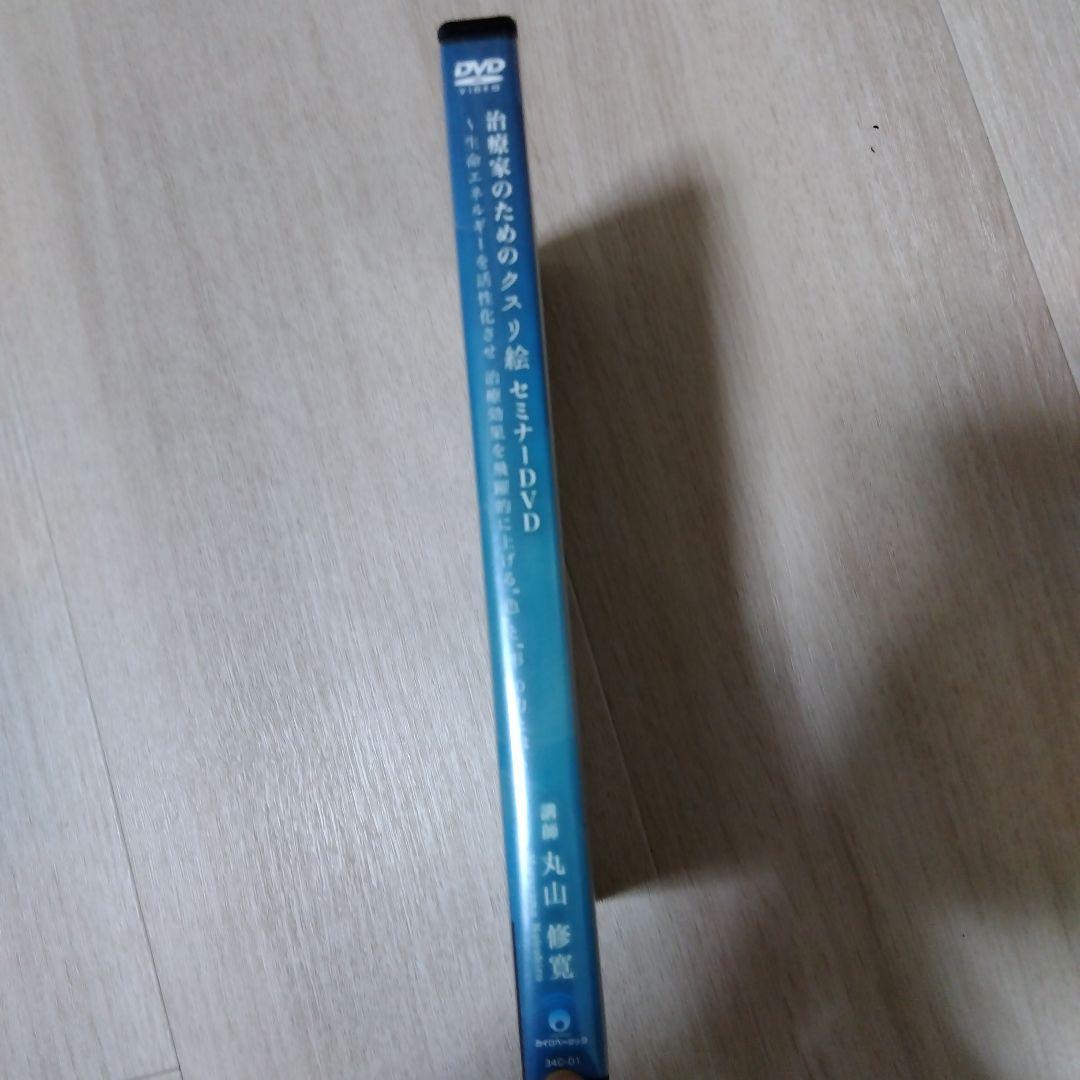 DVD
VIDEO
治療家のための クスリ絵 セミナーDVD
~生命エネルギーを活性化させ 治療効果を飛躍的に上げる
講師 丸山 修寛
カイロベーシック
34C-01